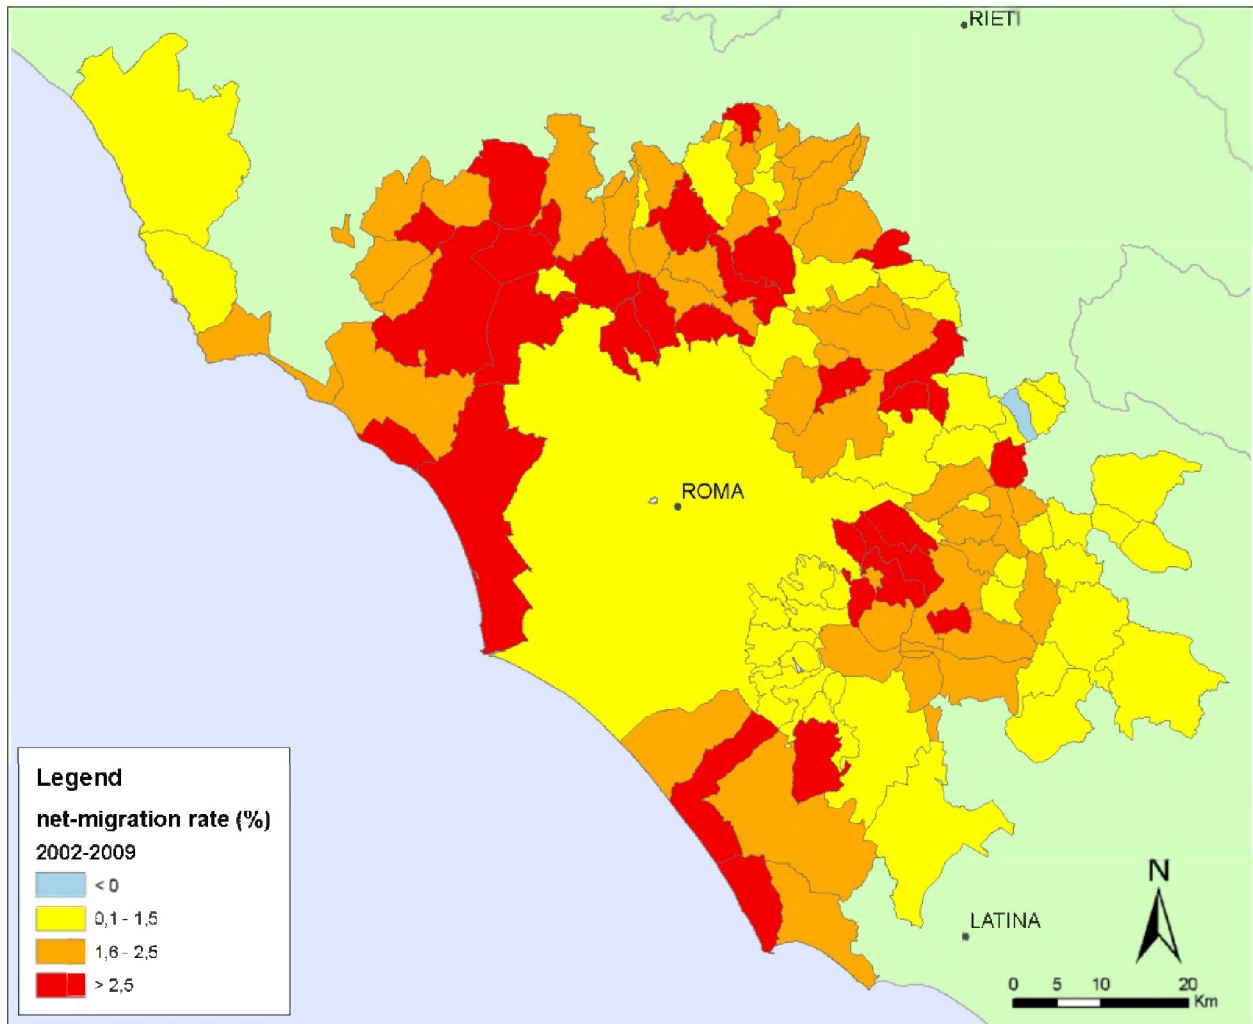 RIETI
ROMA
Legend
net-migration rate (%)
2002-2009
< 0
0,1 - 1,5
1,6 - 2,5
> 2,5
LATINA
N
0 5 10 20
Km